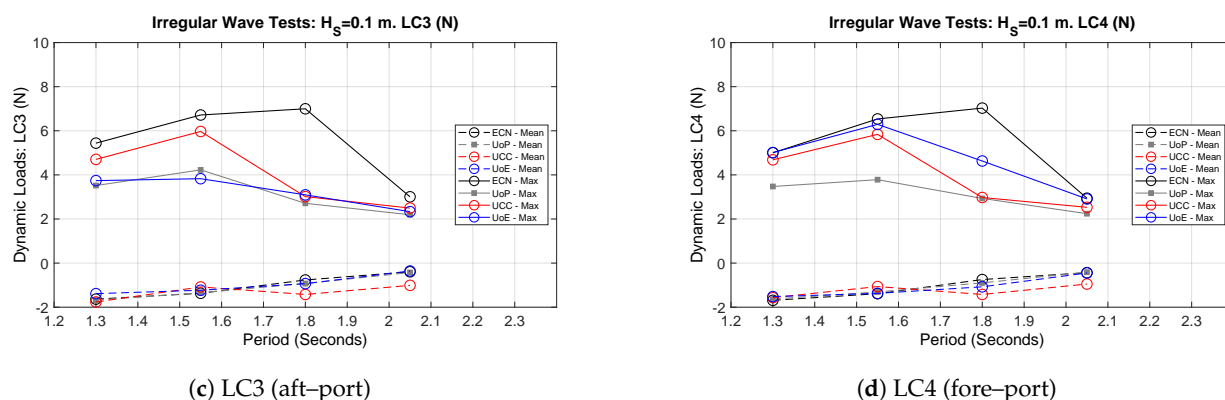 Irregular Wave Tests: H_S=0.1 m. LC3 (N)
Dynamic Loads: LC3 (N)
10
8
6
4
2
0
-2
1.2 1.3 1.4 1.5 1.6 1.7 1.8 1.9 2 2.1 2.2 2.3
Period (Seconds)
ECN - Mean
UoP - Mean
UCC - Mean
UoE - Mean
ECN - Max
UoP - Max
UCC - Max
UoE - Max
(c) LC3 (aft–port)
Irregular Wave Tests: H_S=0.1 m. LC4 (N)
Dynamic Loads: LC4 (N)
10
8
6
4
2
0
-2
1.2 1.3 1.4 1.5 1.6 1.7 1.8 1.9 2 2.1 2.2 2.3
Period (Seconds)
ECN - Mean
UoP - Mean
UCC - Mean
UoE - Mean
ECN - Max
UoP - Max
UCC - Max
UoE - Max
(d) LC4 (fore–port)